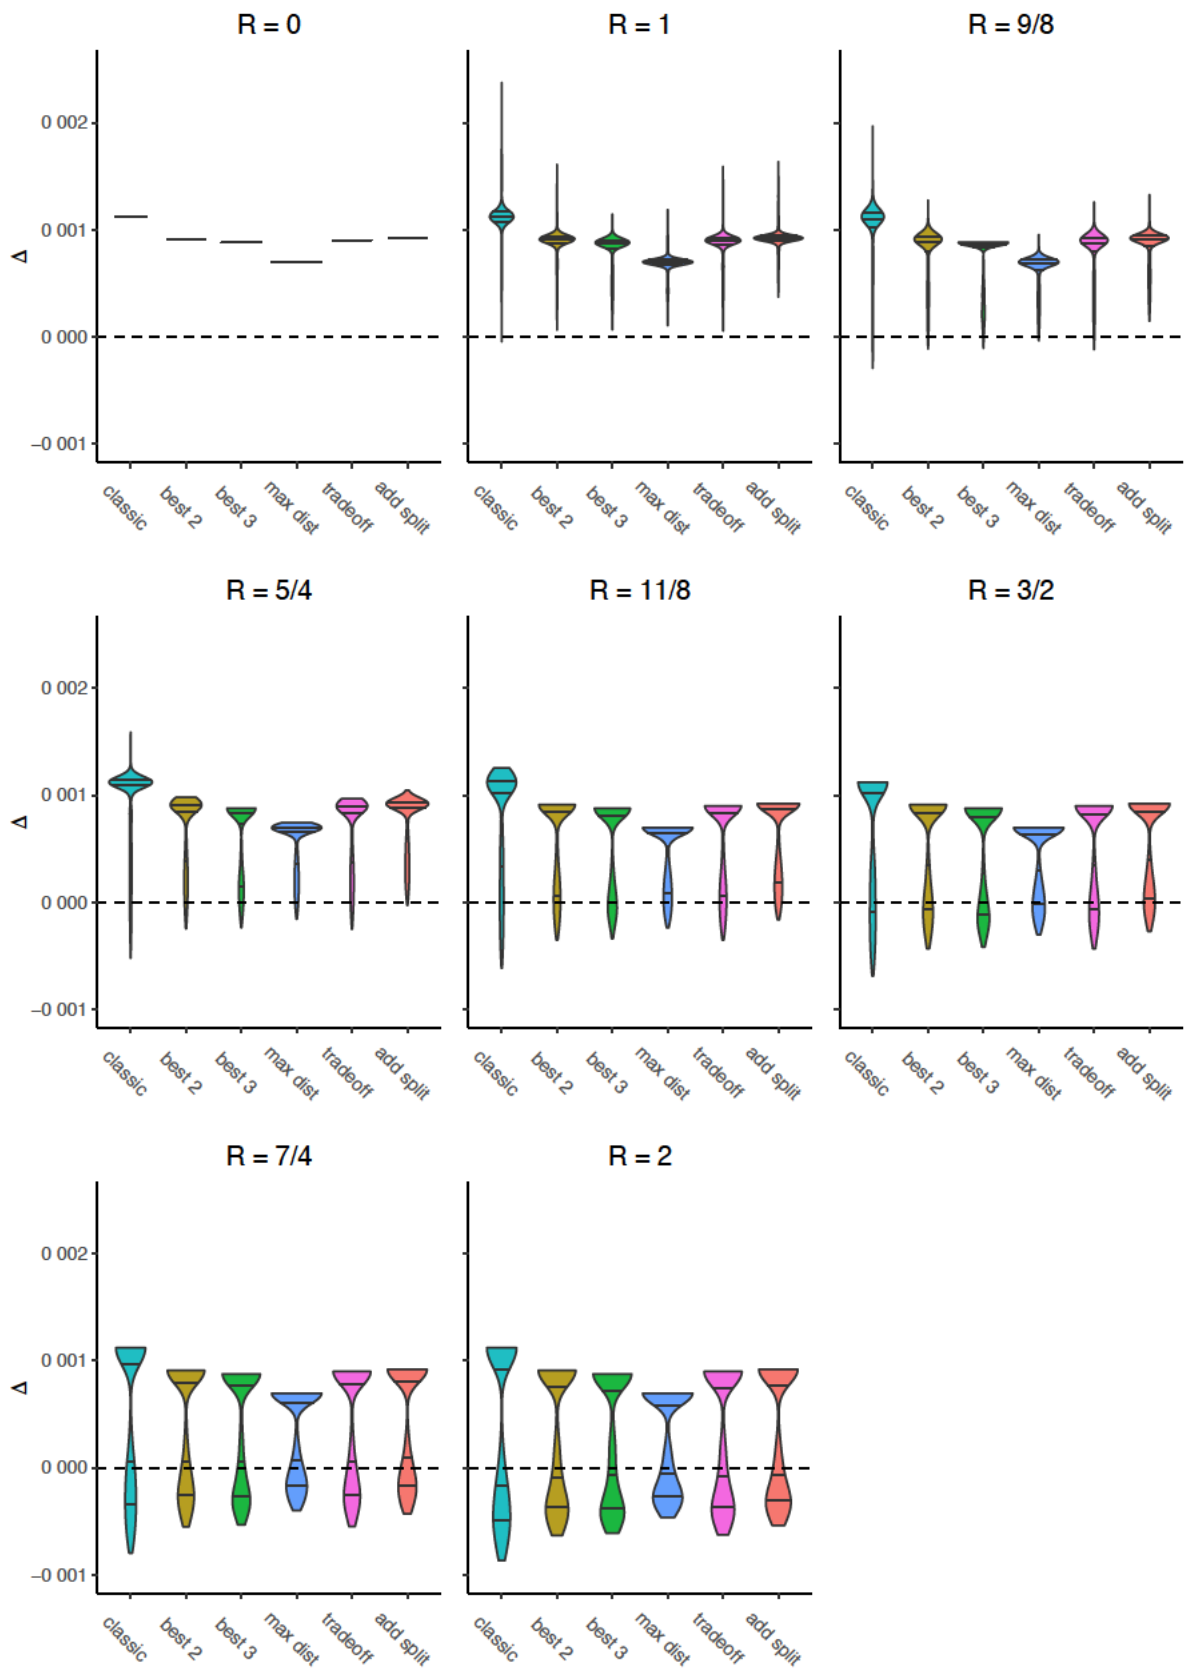 R = 0 R = 1 R = 9/8
0 002
0 001
0 000
−0 001
Δ
classic best 2 best 3 max dist tradeoff add split
classic best 2 best 3 max dist tradeoff add split
classic best 2 best 3 max dist tradeoff add split
R = 5/4 R = 11/8 R = 3/2
0 002
0 001
0 000
−0 001
Δ
classic best 2 best 3 max dist tradeoff add split
classic best 2 best 3 max dist tradeoff add split
classic best 2 best 3 max dist tradeoff add split
R = 7/4 R = 2
0 002
0 001
0 000
−0 001
Δ
classic best 2 best 3 max dist tradeoff add split
classic best 2 best 3 max dist tradeoff add split